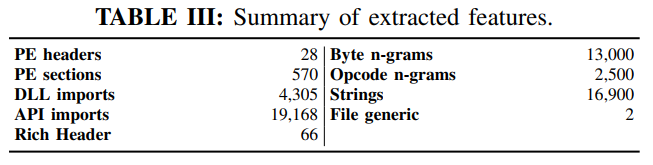 TABLE III: Summary of extracted features.
PE headers 28 Byte n-grams 13,000
PE sections 570 Opcode n-grams 2,500
DLL imports 4,305 Strings 16,900
API imports 19,168 File generic 2
Rich Header 66